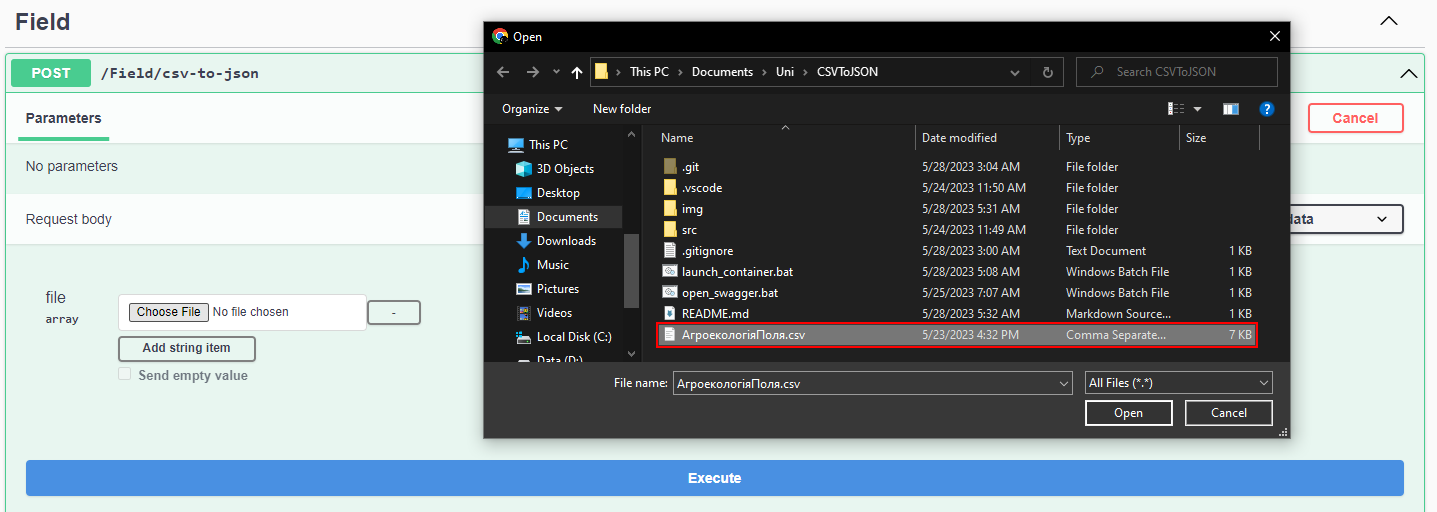 Field
POST /Field/csv-to-json
Parameters
Cancel
No parameters
Request body
data
file
array
Choose File No file chosen
-
Add string item
Send empty value
Execute
Open
This PC Documents Uni CSVToJSON
Search CSVToJSON
Organize New folder
This PC
3D Objects
Desktop
Documents
Downloads
Music
Pictures
Videos
Local Disk (C:)
Data (D:)
Name Date modified Type Size
.git 5/28/2023 3:04 AM File folder
.vscode 5/24/2023 11:50 AM File folder
img 5/28/2023 5:31 AM File folder
src 5/24/2023 11:49 AM File folder
.gitignore 5/28/2023 3:00 AM Text Document 1 KB
launch_container.bat 5/28/2023 5:08 AM Windows Batch File 1 KB
open_swagger.bat 5/25/2023 7:07 AM Windows Batch File 1 KB
README.md 5/28/2023 5:32 AM Markdown Source... 1 KB
АгроекологіяПоля.csv 5/23/2023 4:32 PM Comma Separate... 7 KB
File name: АгроекологіяПоля.csv
All Files (*.*)
Open Cancel